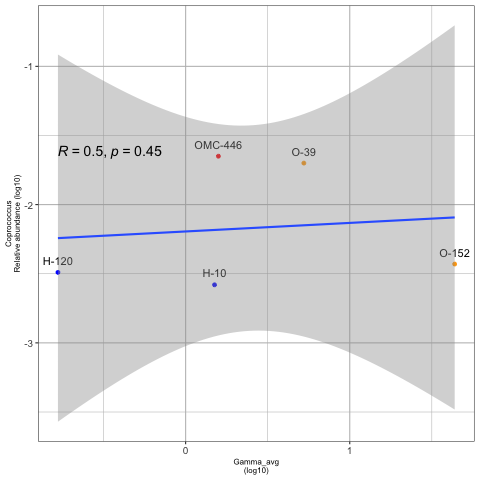 -1
R = 0.5, p = 0.45
OMC-446
O-39
-2
H-120
H-10
O-152
-3
0
1
Coprococcus
Relative abundance (log10)
Gamma_avg
(log10)